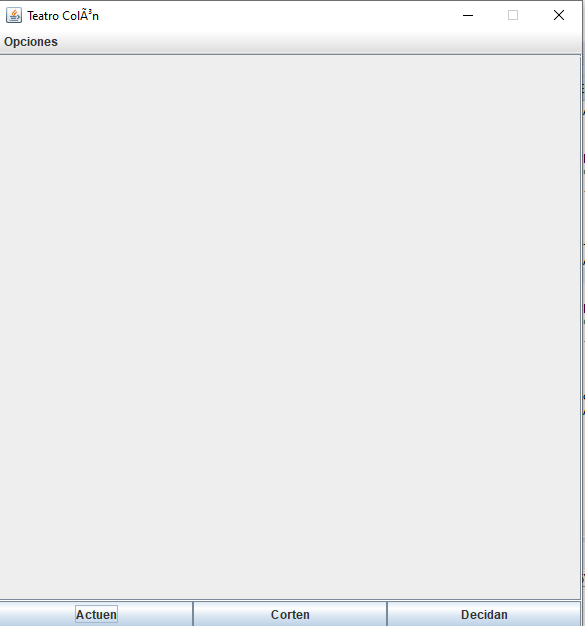 Teatro ColÃ³n
Opciones
Actuen Corten Decidan